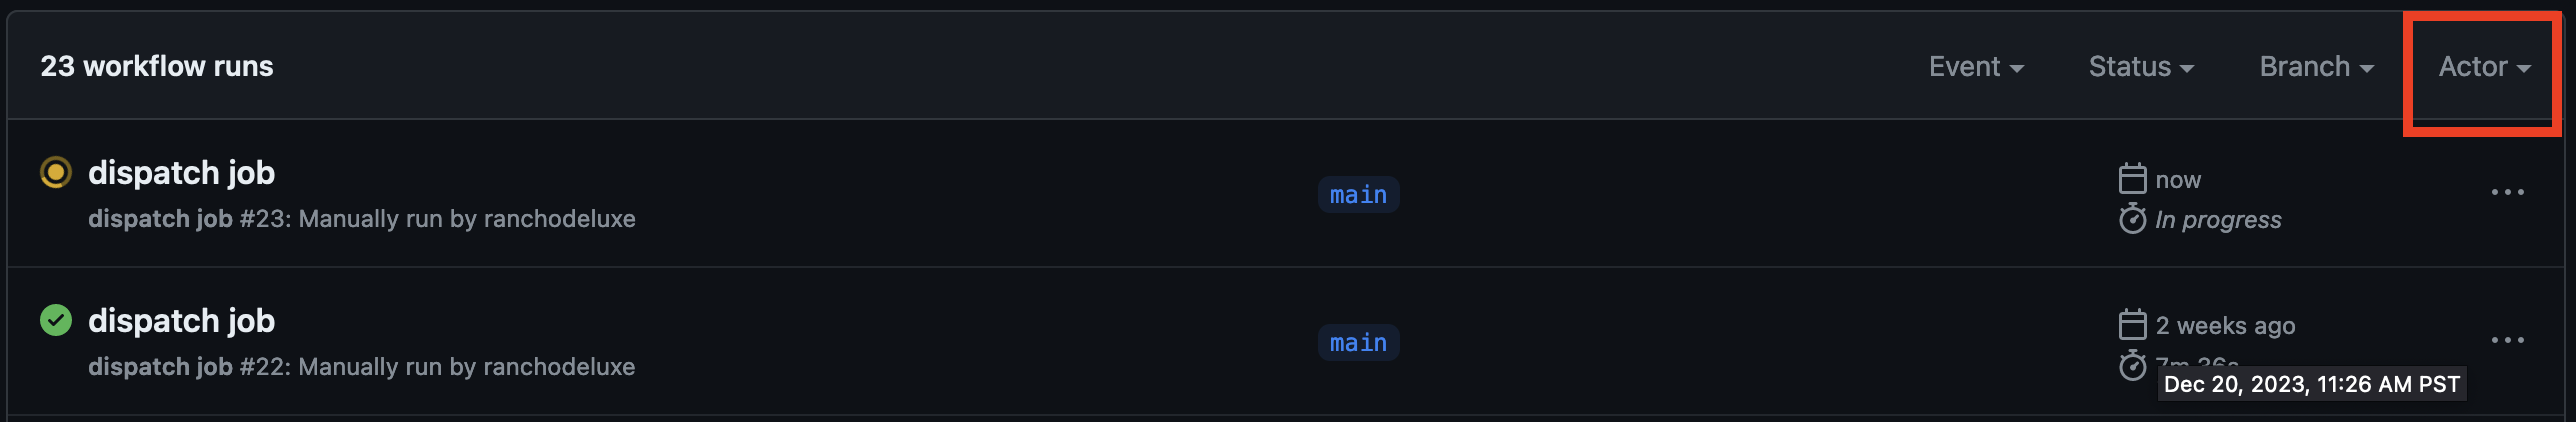 23 workflow runs
Event
Status
Branch
Actor
dispatch job
dispatch job #23: Manually run by ranchodeluxe
main
now
In progress
dispatch job
dispatch job #22: Manually run by ranchodeluxe
main
2 weeks ago
7m 36s
Dec 20, 2023, 11:26 AM PST